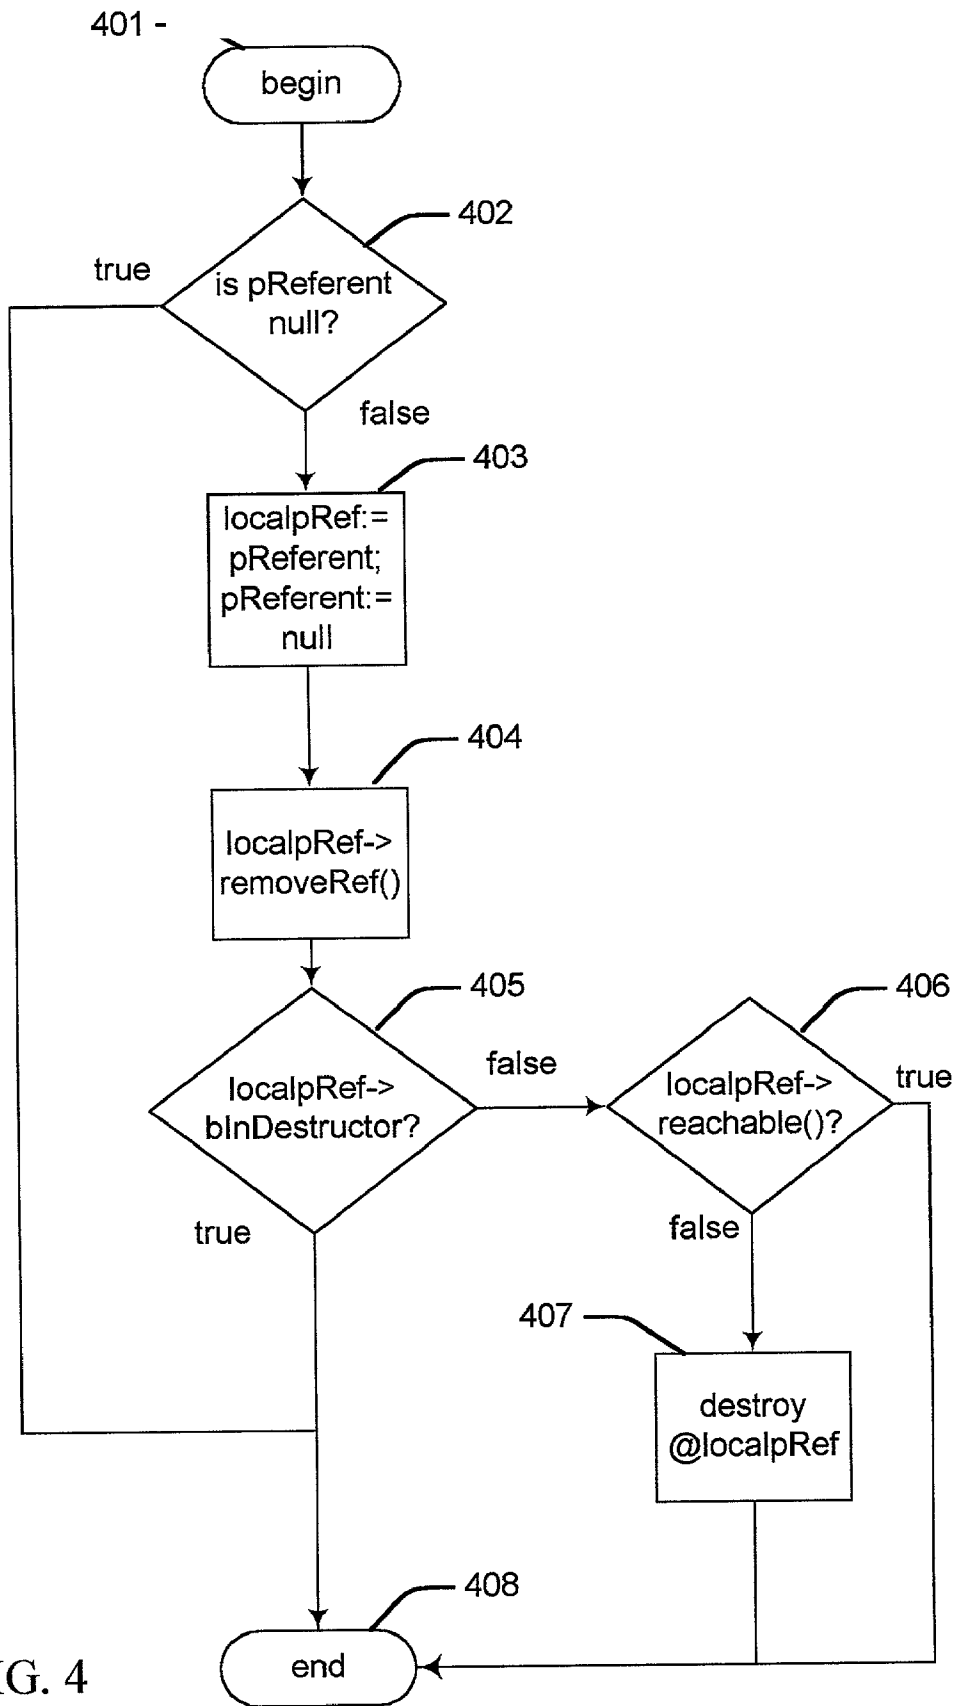 401 -
begin
402
true
is pReferent
null?
false
403
localpRef:=
pReferent;
pReferent:=
null
404
localpRef->
removeRef()
405
406
false
true
localpRef->
bInDestructor?
localpRef->
reachable()?
true
false
407
destroy
@localpRef
408
end
IG. 4